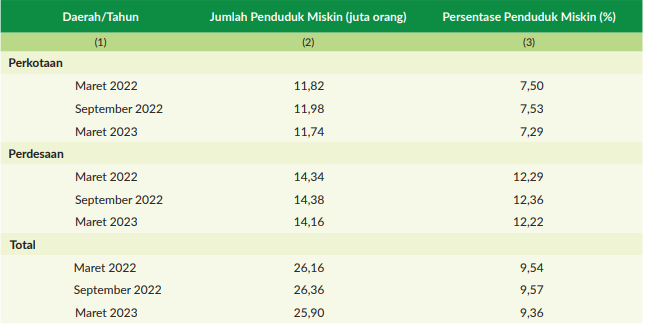 Daerah/Tahun Jumlah Penduduk Miskin (juta orang) Persentase Penduduk Miskin (%)
(1) (2) (3)
Perkotaan
Maret 2022 11,82 7,50
September 2022 11,98 7,53
Maret 2023 11,74 7,29
Perdesaan
Maret 2022 14,34 12,29
September 2022 14,38 12,36
Maret 2023 14,16 12,22
Total
Maret 2022 26,16 9,54
September 2022 26,36 9,57
Maret 2023 25,90 9,36